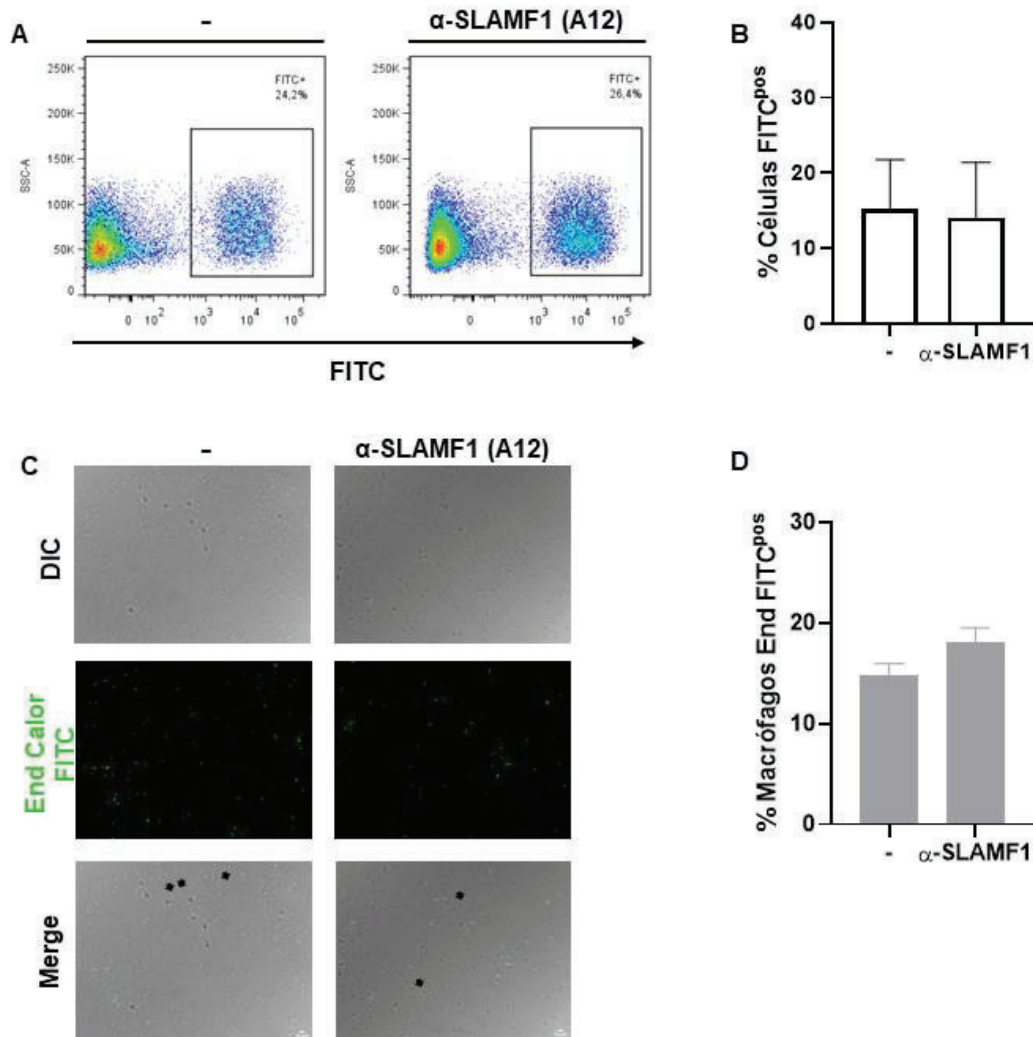 A
-
α-SLAMF1 (A12)
FITC+
24,2%
FITC+
26,4%
250K
200K
150K
100K
50K
0
SSC-A
0 10² 10³ 10⁴ 10⁵
250K
200K
150K
100K
50K
0
SSC-A
0 10² 10³ 10⁴ 10⁵
FITC
B
% Células FITCᵖᵒˢ
40
30
20
10
0
- α-SLAMF1
C
-
α-SLAMF1 (A12)
DIC
End Calor
FITC
Merge
D
% Macrófagos End FITCᵖᵒˢ
30
20
10
0
- α-SLAMF1